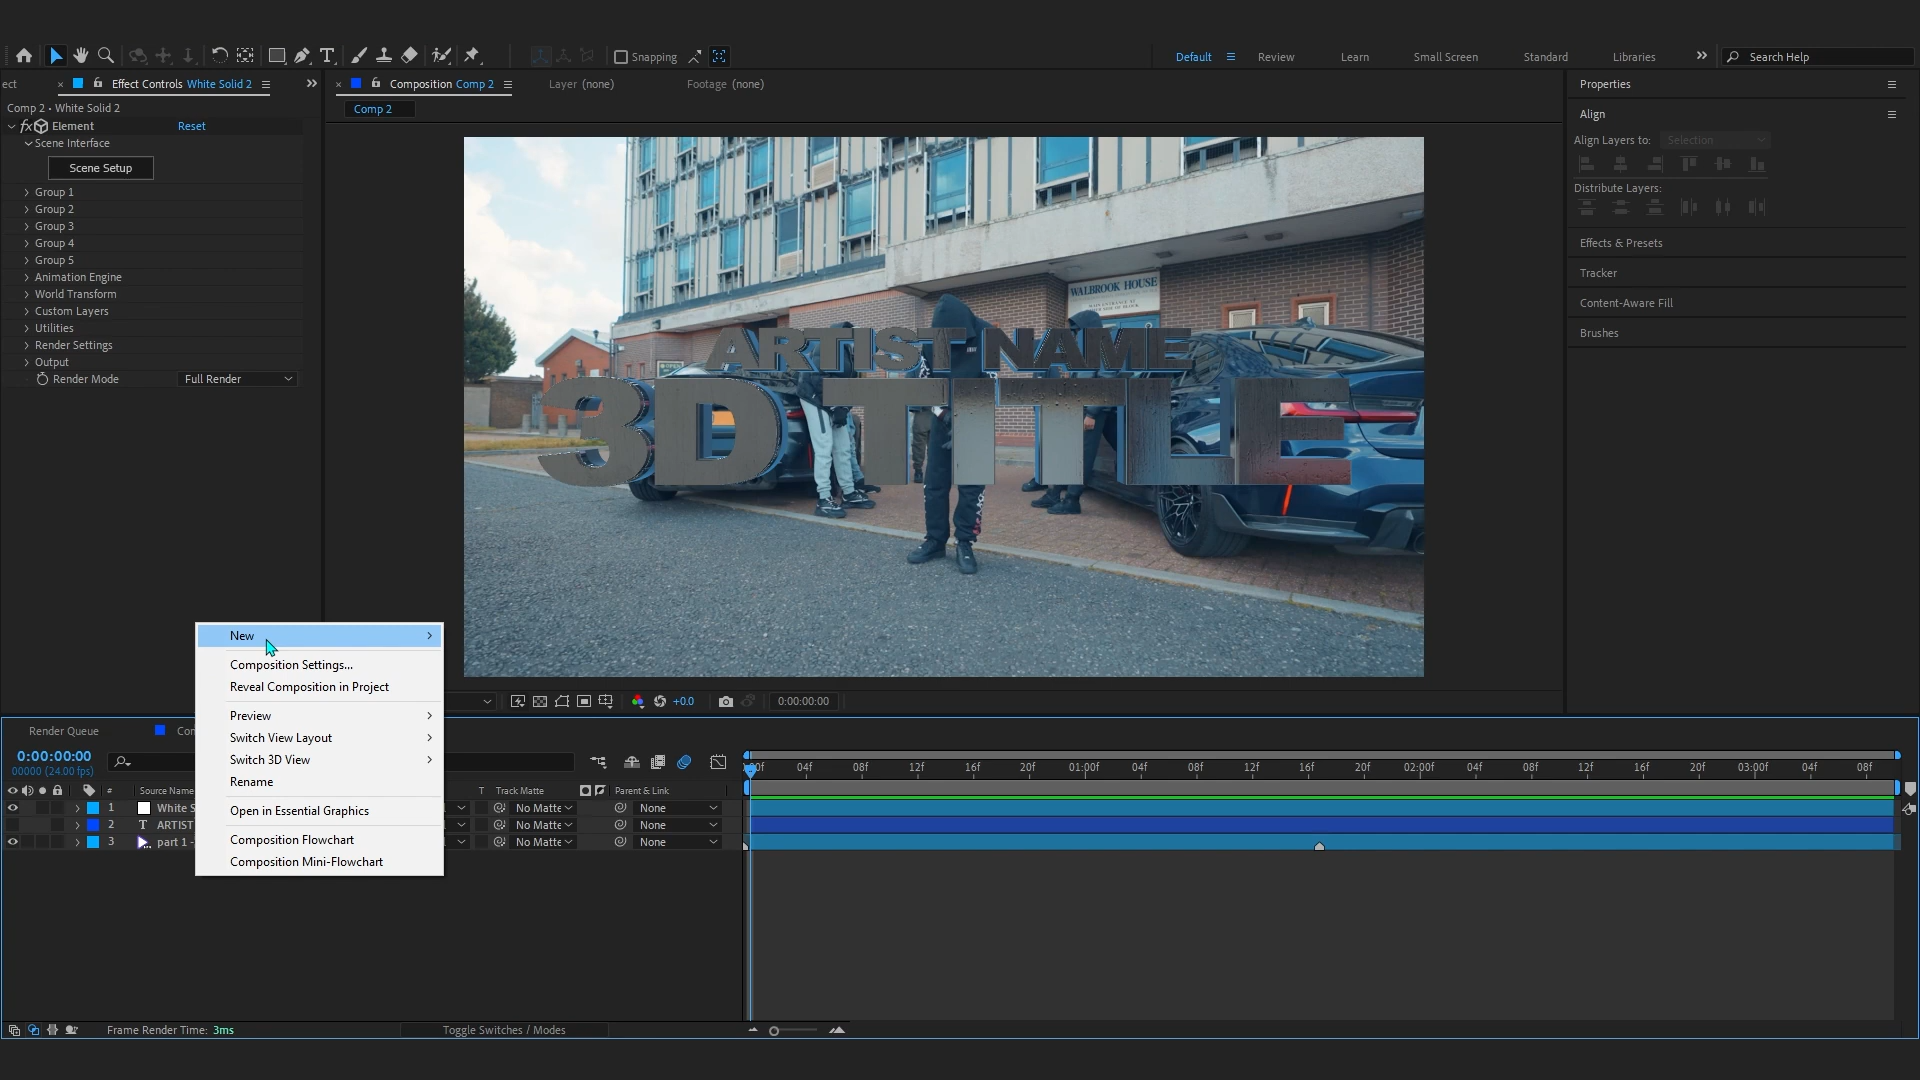 Snapping
Default
Review
Learn
Small Screen
Standard
Libraries
Search Help
ect
Effect Controls White Solid 2
Composition Comp 2
Layer (none)
Footage (none)
Properties
Comp 2 • White Solid 2
Comp 2
Align
fx Element
Reset
Align Layers to:
Selection
Scene Interface
Scene Setup
Distribute Layers:
Group 1
Group 2
Group 3
Group 4
Group 5
Animation Engine
World Transform
Custom Layers
Utilities
Render Settings
Output
Render Mode
Full Render
Effects & Presets
Tracker
Content-Aware Fill
Brushes
WALBROOK HOUSE
ARTIST NAME
3D TITLE
New
Composition Settings...
Reveal Composition in Project
Preview
Switch View Layout
Switch 3D View
Rename
Open in Essential Graphics
Composition Flowchart
Composition Mini-Flowchart
+0.0
0:00:00:00
Render Queue
Con
0:00:00:00
00000 (24.00 fps)
04f
08f
12f
16f
20f
01:00f
04f
08f
12f
16f
20f
02:00f
04f
08f
12f
16f
20f
03:00f
04f
08f
#
Source Name
T
Track Matte
Parent & Link
1
White S
No Matte
None
2
T
ARTIST
No Matte
None
3
part 1 -
No Matte
None
Frame Render Time: 3ms
Toggle Switches / Modes